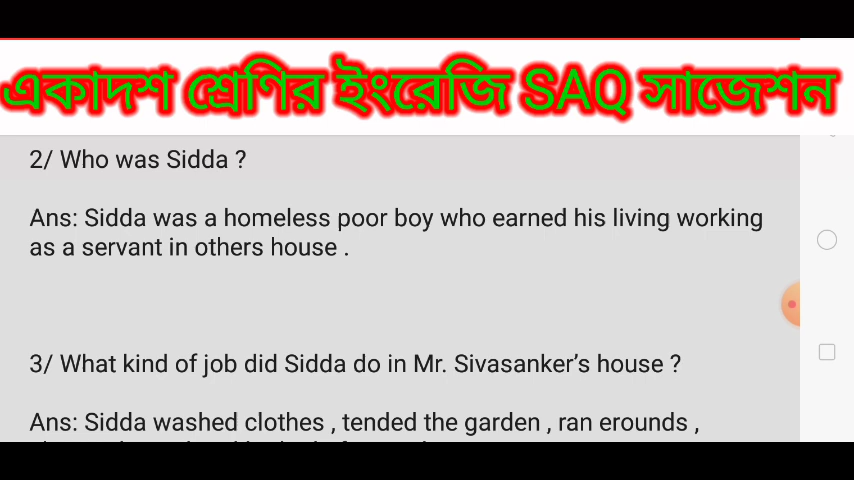 একাদশ শ্রেণির ইংরেজি SAQ সাজেশন
2/ Who was Sidda ?
Ans: Sidda was a homeless poor boy who earned his living working
as a servant in others house .
3/ What kind of job did Sidda do in Mr. Sivasanker’s house ?
Ans: Sidda washed clothes , tended the garden , ran erounds ,